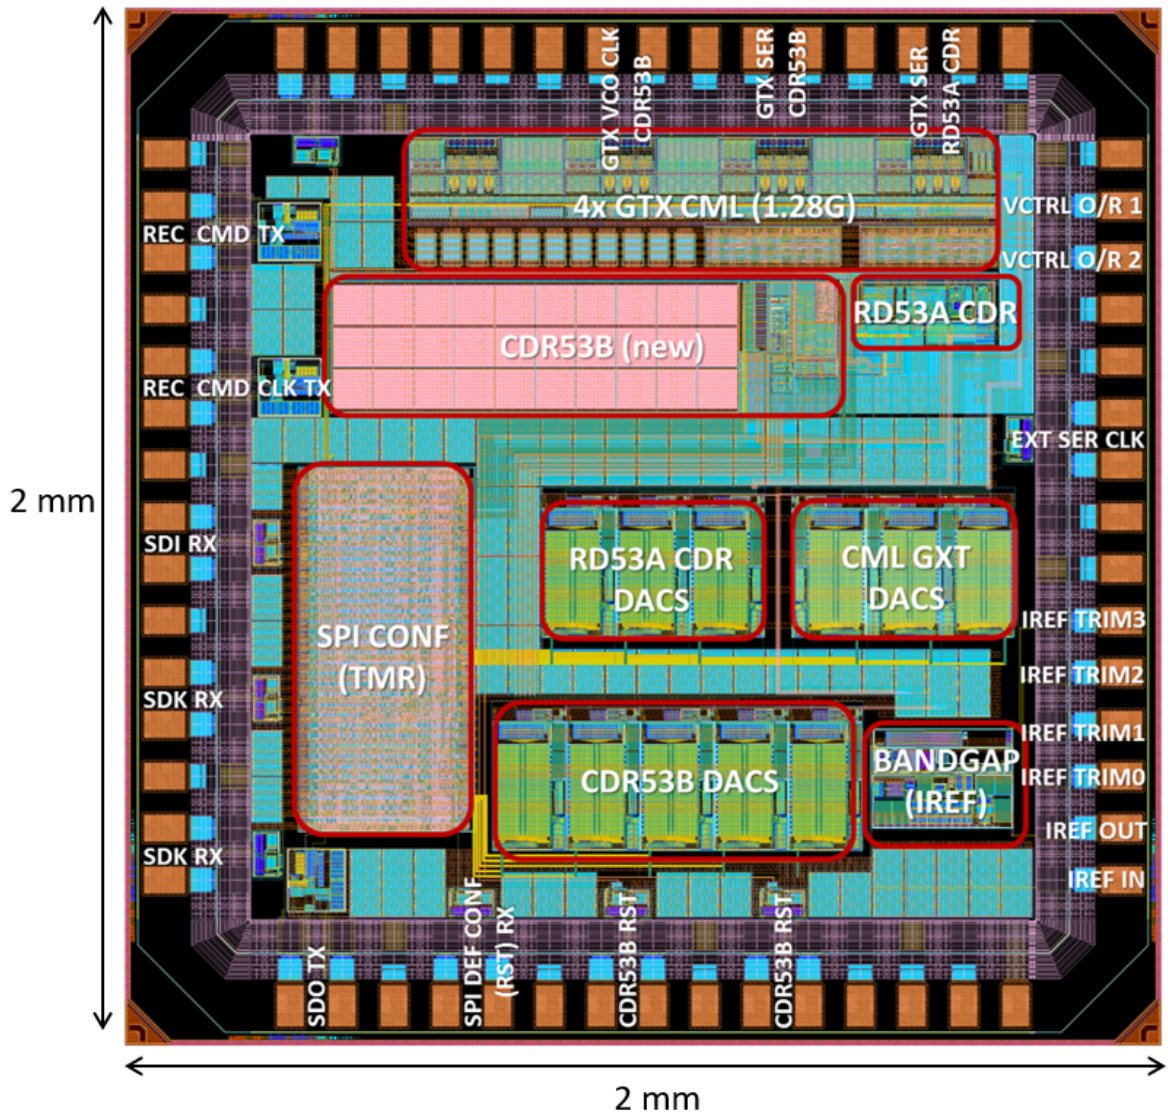 GTX VCO CLK
CDR53B
GTX SER
CDR53B
GTX SER
RD53A CDR
4x GTX CML (1.28G)
REC CMD TX
VCTRL O/R 1
VCTRL O/R 2
RD53A CDR
CDR53B (new)
REC CMD CLK TX
EXT SER CLK
2 mm
SDI RX
RD53A CDR
DACS
CML GXT
DACS
SPI CONF
(TMR)
IREF TRIM3
IREF TRIM2
SDK RX
IREF TRIM1
BANDGAP
(IREF)
IREF TRIM0
CDR53B DACS
IREF OUT
SDK RX
IREF IN
SDO TX
SPI DEF CONF
(RST) RX
CDR53B RST
CDR53B RST
2 mm